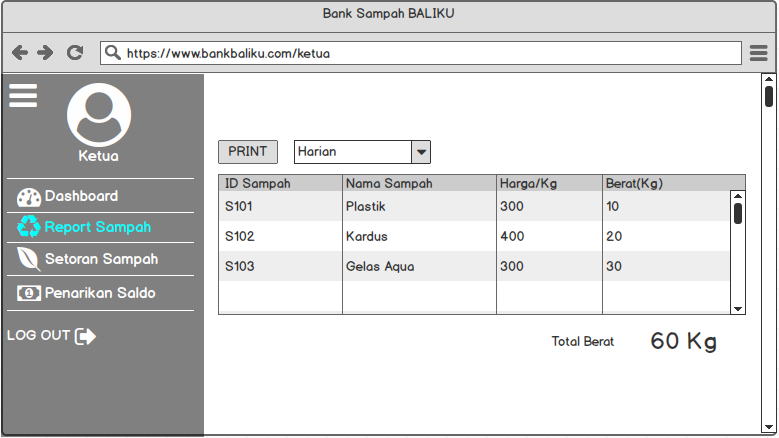 Bank Sampah BALIKU
https://www.bankbaliku.com/ketua
Ketua
Dashboard
Report Sampah
Setoran Sampah
Penarikan Saldo
LOG OUT
PRINT Harian
ID Sampah Nama Sampah Harga/Kg Berat(Kg)
S101 Plastik 300 10
S102 Kardus 400 20
S103 Gelas Aqua 300 30
Total Berat 60 Kg